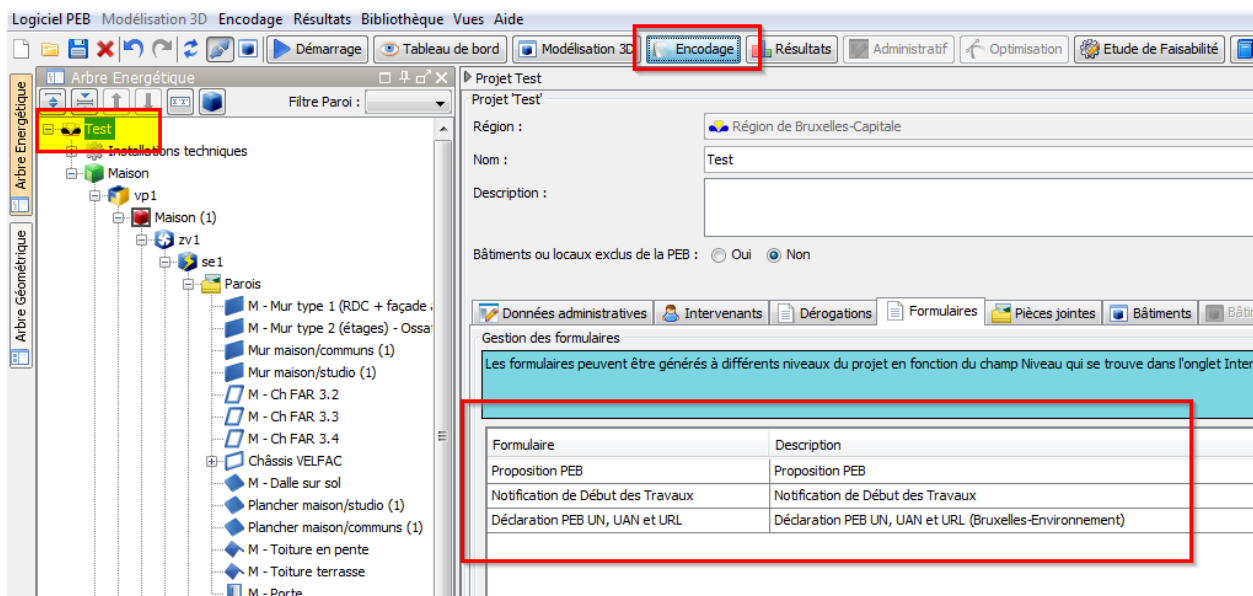 Logiciel PEB Modélisation 3D Encodage Résultats Bibliothèque Vues Aide
Démarrage Tableau de bord Modélisation 3D Encodage Résultats Administratif Optimisation Etude de Faisabilité
Arbre Energétique
Arbre Géométrique
Arbre Energétique
Filtre Paroi :
Test
Installations techniques
Maison
vp1
Maison (1)
zv1
se1
Parois
M - Mur type 1 (RDC + façade
M - Mur type 2 (étages) - Ossa
Mur maison/communs (1)
Mur maison/studio (1)
M - Ch FAR 3.2
M - Ch FAR 3.3
M - Ch FAR 3.4
Châssis VELFAC
M - Dalle sur sol
Plancher maison/studio (1)
Plancher maison/communs (1)
M - Toiture en pente
M - Toiture terrasse
M - Porte
Projet Test
Projet 'Test'
Région : Région de Bruxelles-Capitale
Nom : Test
Description :
Bâtiments ou locaux exclus de la PEB : Oui Non
Données administratives Intervenants Dérogations Formulaires Pièces jointes Bâtiments Bâti
Gestion des formulaires
Les formulaires peuvent être générés à différents niveaux du projet en fonction du champ Niveau qui se trouve dans l'onglet Inter
Formulaire Description
Proposition PEB Proposition PEB
Notification de Début des Travaux Notification de Début des Travaux
Déclaration PEB UN, UAN et URL Déclaration PEB UN, UAN et URL (Bruxelles-Environnement)